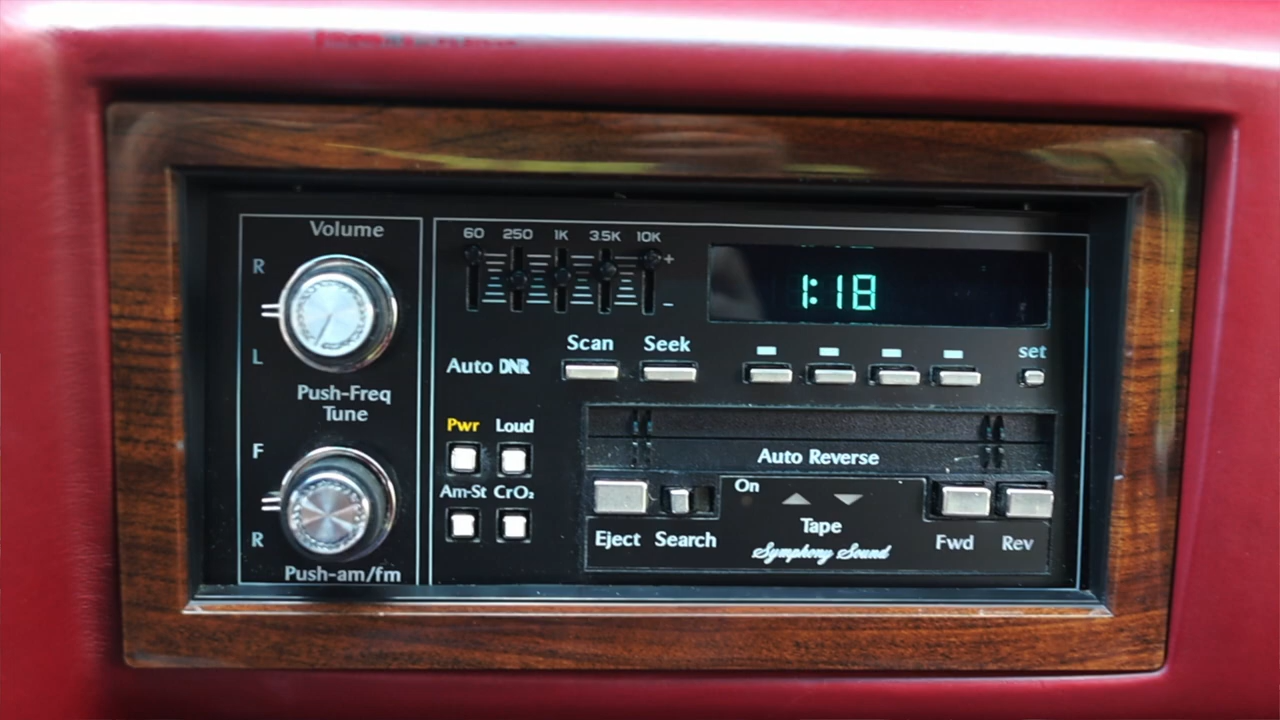 Volume
R
L
Push-Freq
Tune
F
R
Push-am/fm
60 250 1K 3.5K 10K
+
−
1:18
Scan Seek
set
Auto DNR
Pwr Loud
Am-St CrO₂
Auto Reverse
On
Tape
Eject Search
Symphony Sound
Fwd Rev